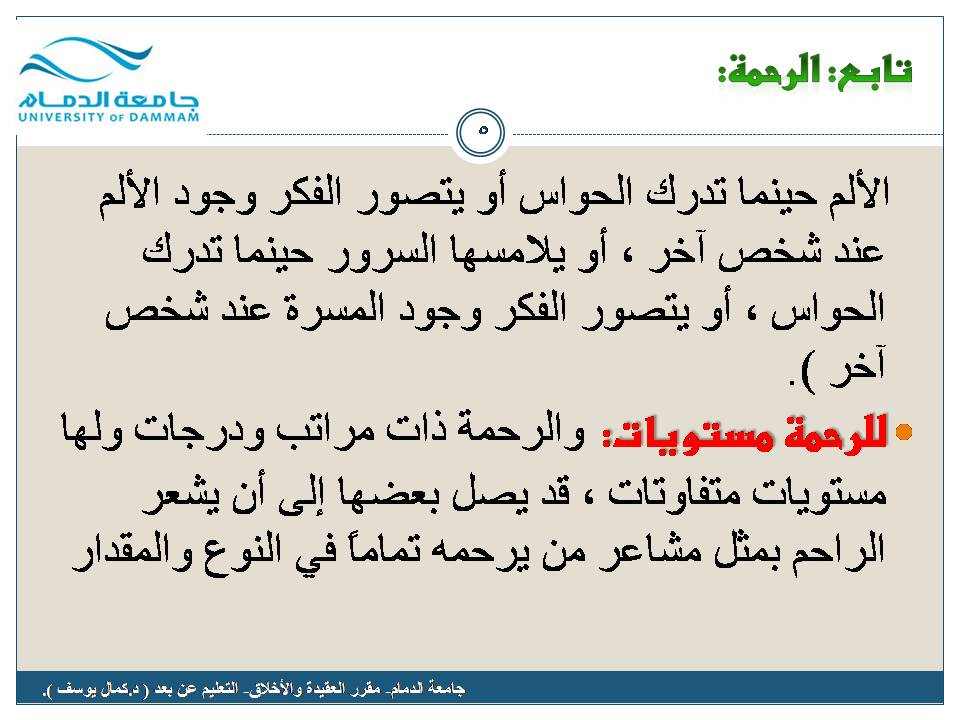 جامعة الدمام
UNIVERSITY OF DAMMAM
تابع: الرحمة:
٥
الألم حينما تدرك الحواس أو يتصور الفكر وجود الألم
عند شخص آخر ، أو يلامسها السرور حينما تدرك
الحواس ، أو يتصور الفكر وجود المسرة عند شخص
آخر ).
للرحمة مستويات: والرحمة ذات مراتب ودرجات ولها
مستويات متفاوتات ، قد يصل بعضها إلى أن يشعر
الراحم بمثل مشاعر من يرحمه تماماً في النوع والمقدار
جامعة الدمام- مقرر العقيدة والأخلاق- التعليم عن بعد ( د.كمال يوسف ).